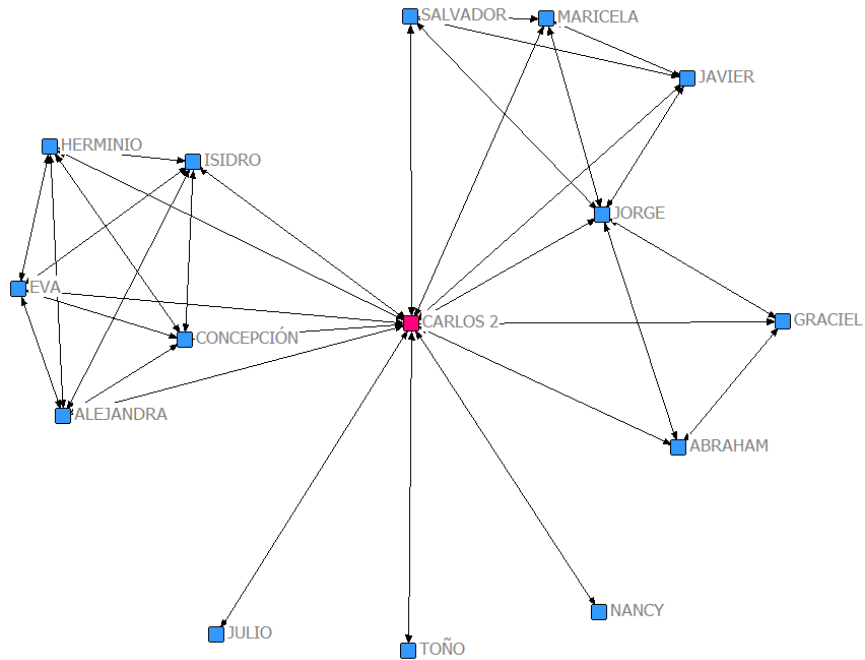 SALVADOR
MARICELA
JAVIER
HERMINIO
ISIDRO
JORGE
EVA
CONCEPCIÓN
CARLOS 2
GRACIEL
ALEJANDRA
ABRAHAM
JULIO
TOÑO
NANCY